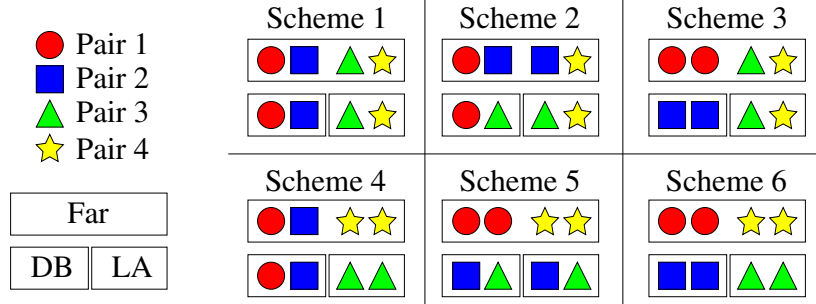 Pair 1
Pair 2
Pair 3
Pair 4
Far
DB LA
Scheme 1
Scheme 2
Scheme 3
Scheme 4
Scheme 5
Scheme 6